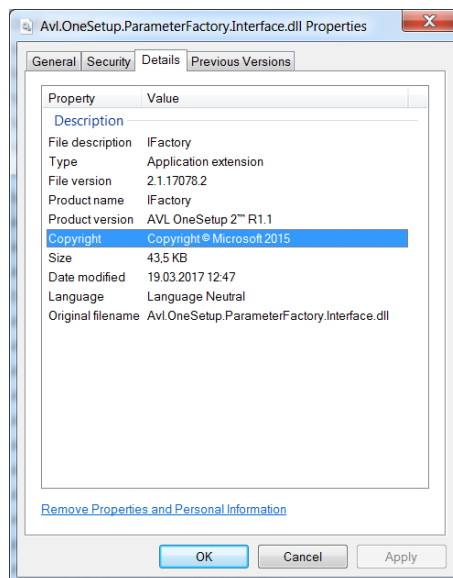 Avl.OneSetup.ParameterFactory.Interface.dll Properties
General Security Details Previous Versions
Property Value
Description
File description IFactory
Type Application extension
File version 2.1.17078.2
Product name IFactory
Product version AVL OneSetup 2™ R1.1
Copyright Copyright © Microsoft 2015
Size 43,5 KB
Date modified 19.03.2017 12:47
Language Language Neutral
Original filename Avl.OneSetup.ParameterFactory.Interface.dll
Remove Properties and Personal Information
OK Cancel Apply